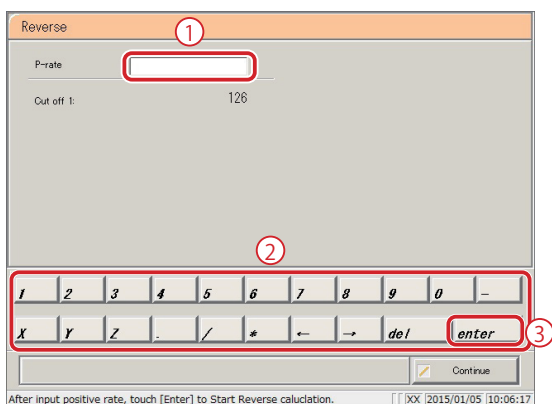 Reverse
1
P-rate
Cut off 1: 126
2
1 2 3 4 5 6 7 8 9 0 -
X Y Z . / * ← → del enter
3
Continue
After input positive rate, touch [Enter] to Start Reverse caluclation. XX 2015/01/05 10:06:17